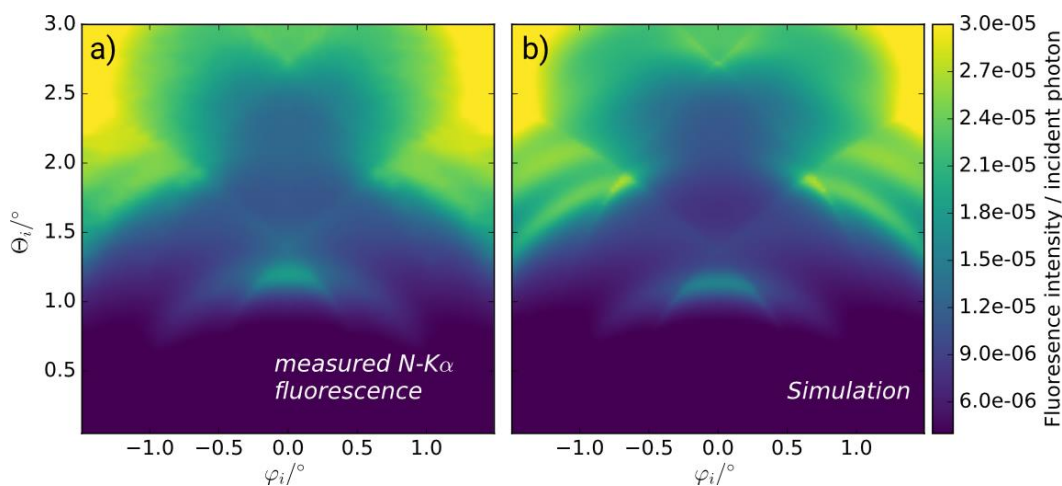 a)
b)
3.0
2.5
2.0
1.5
1.0
0.5
Θi/°
measured N-Kα
fluorescence
Simulation
-1.0 -0.5 0.0 0.5 1.0
φi/°
-1.0 -0.5 0.0 0.5 1.0
φi/°
3.0e-05
2.7e-05
2.4e-05
2.1e-05
1.8e-05
1.5e-05
1.2e-05
9.0e-06
6.0e-06
Fluoresence intensity / incident photon